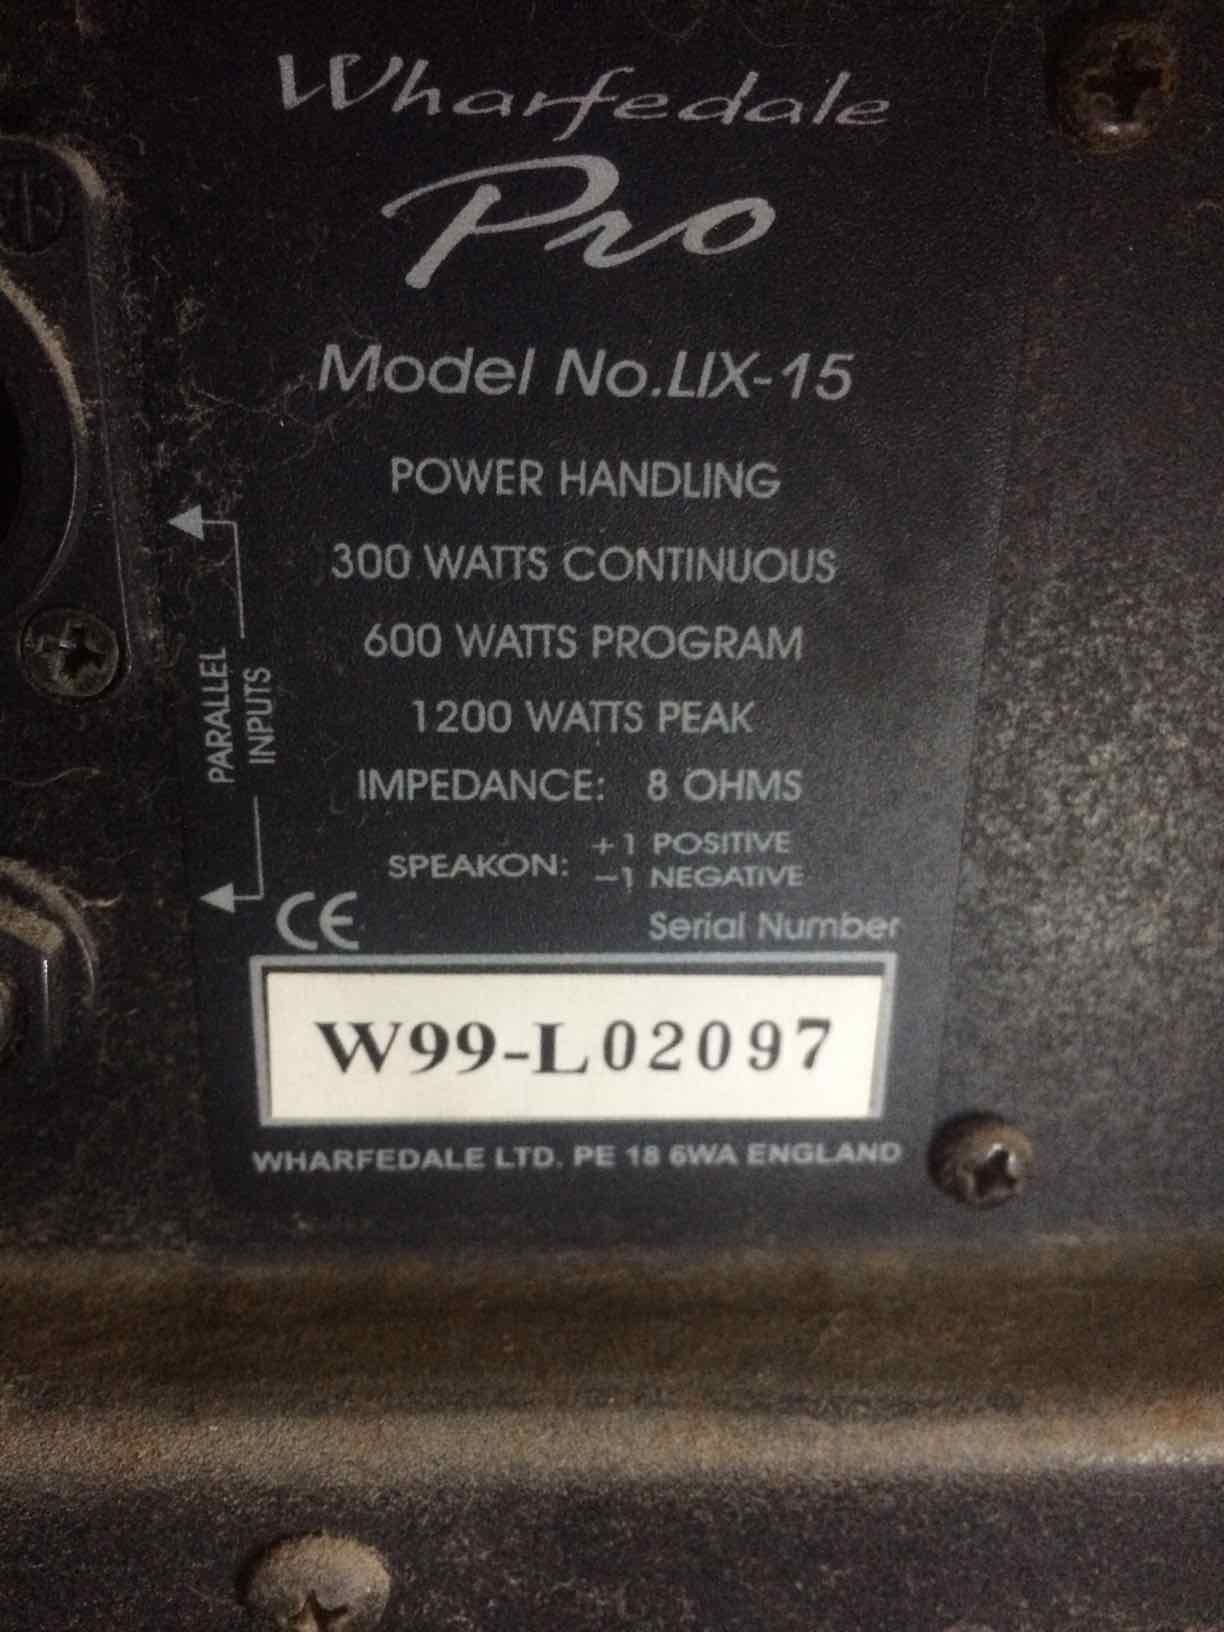 Wharfedale
Pro
Model No.LIX-15
POWER HANDLING
300 WATTS CONTINUOUS
600 WATTS PROGRAM
1200 WATTS PEAK
IMPEDANCE: 8 OHMS
SPEAKON: +1 POSITIVE
−1 NEGATIVE
PARALLEL
INPUTS
CE
Serial Number
W99-L02097
WHARFEDALE LTD. PE 18 6WA ENGLAND